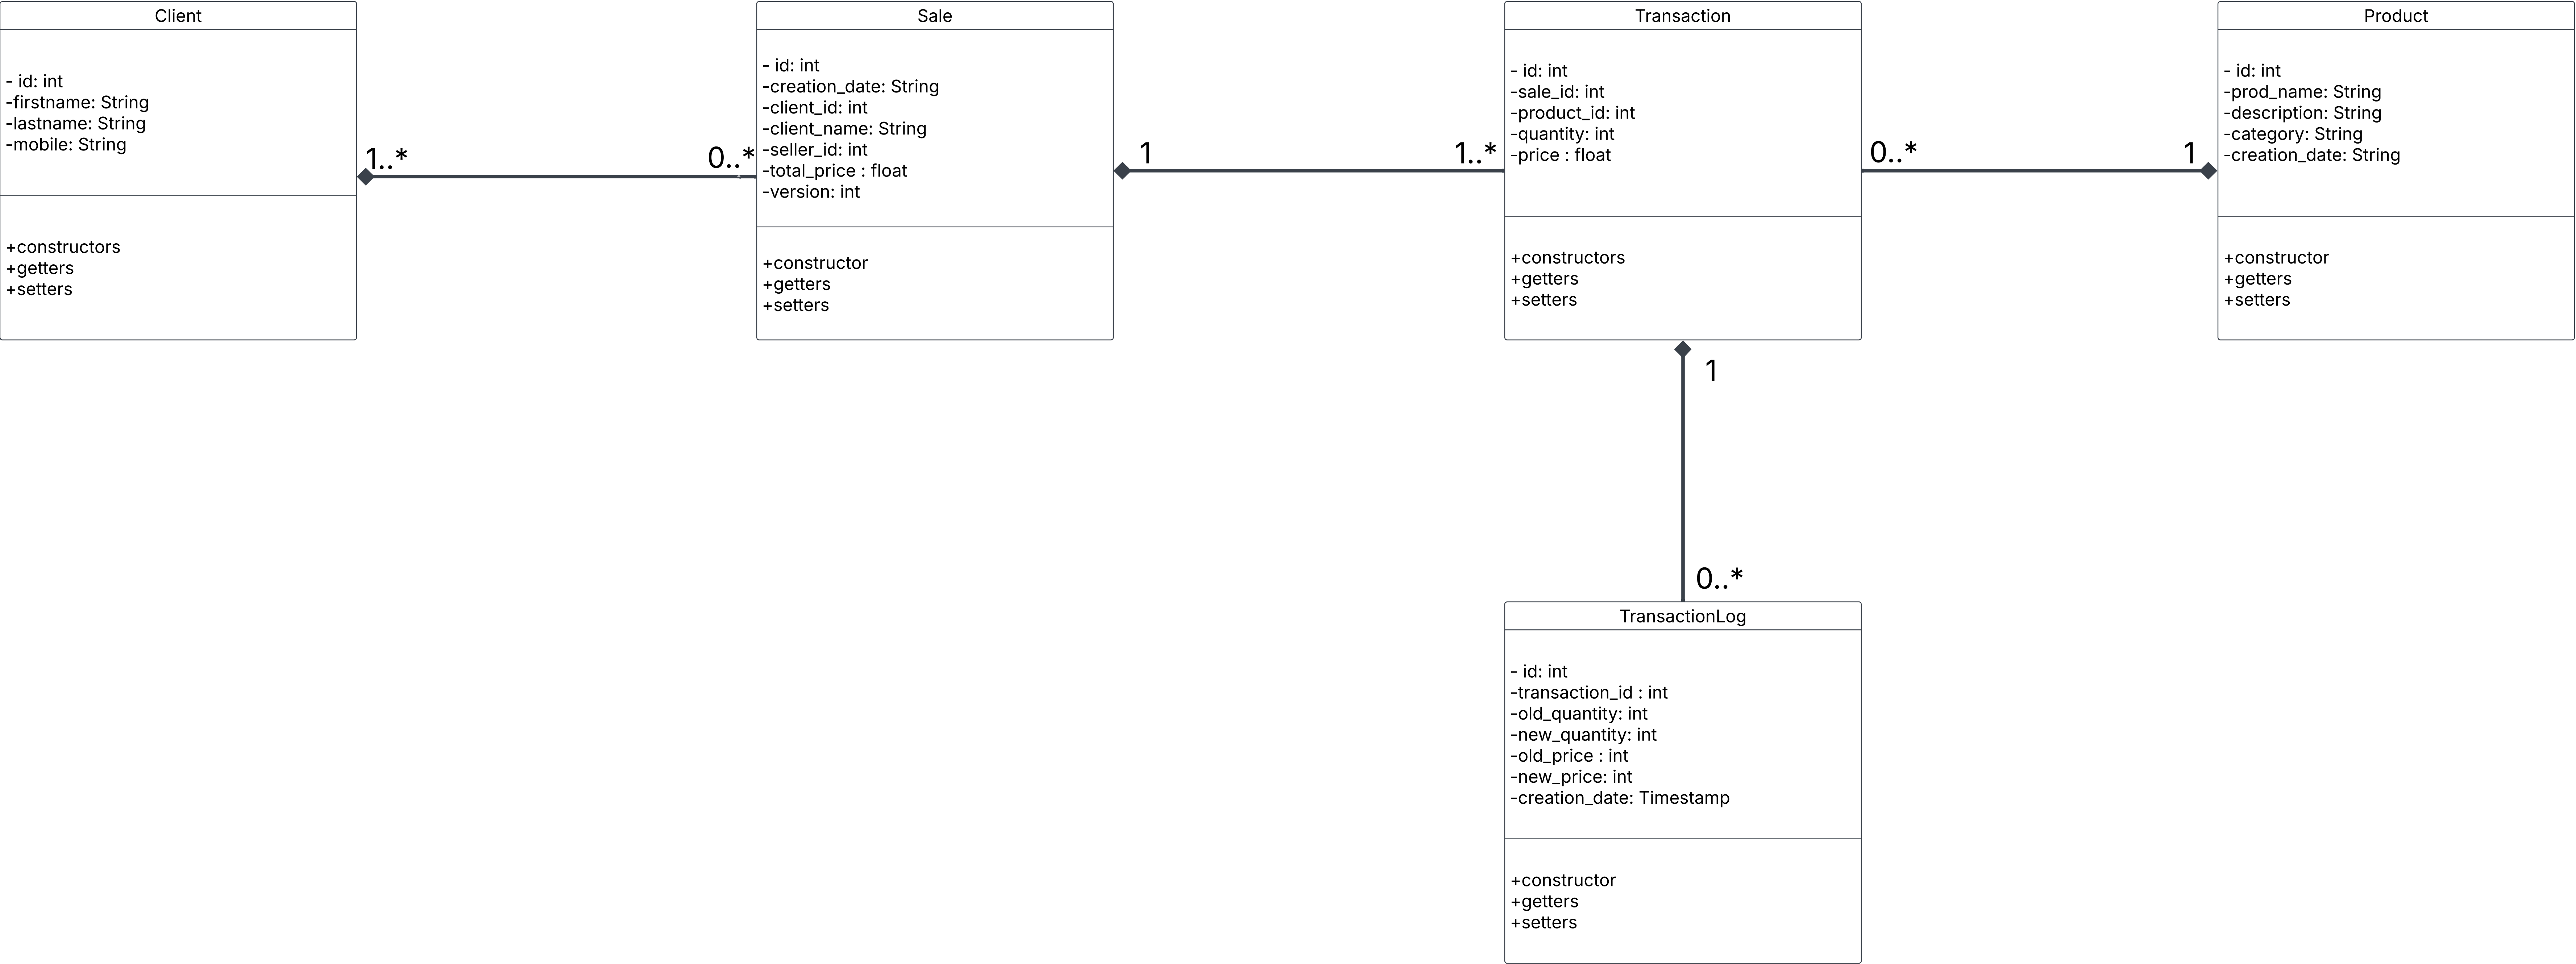 Client
- id: int
-firstname: String
-lastname: String
-mobile: String
+constructors
+getters
+setters
1..*
0..*
Sale
- id: int
-creation_date: String
-client_id: int
-client_name: String
-seller_id: int
-total_price : float
-version: int
+constructor
+getters
+setters
1
1..*
Transaction
- id: int
-sale_id: int
-product_id: int
-quantity: int
-price : float
+constructors
+getters
+setters
0..*
1
Product
- id: int
-prod_name: String
-description: String
-category: String
-creation_date: String
+constructor
+getters
+setters
1
0..*
TransactionLog
- id: int
-transaction_id : int
-old_quantity: int
-new_quantity: int
-old_price : int
-new_price: int
-creation_date: Timestamp
+constructor
+getters
+setters